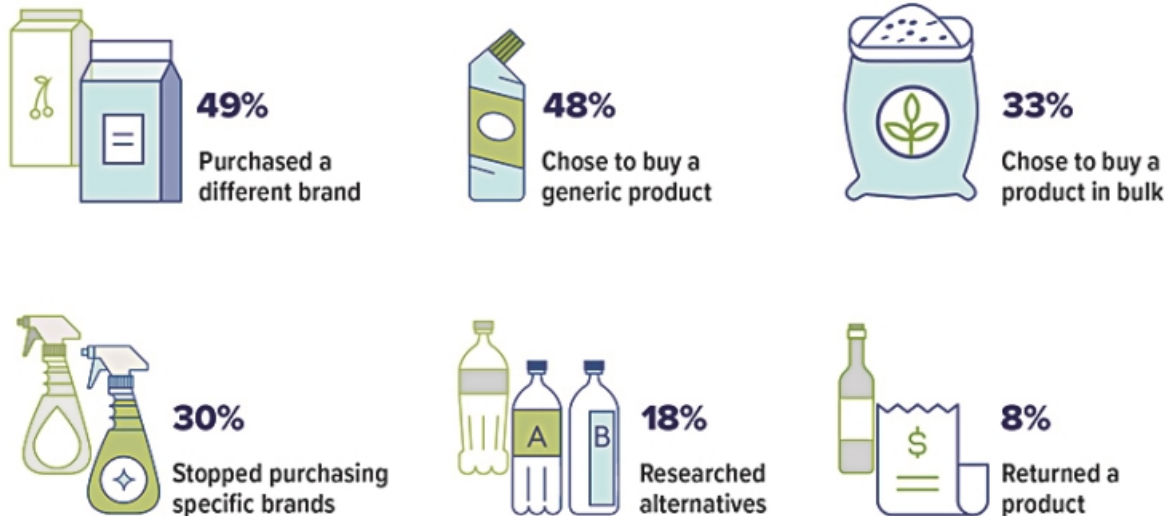 49%
Purchased a
different brand
48%
Chose to buy a
generic product
33%
Chose to buy a
product in bulk
30%
Stopped purchasing
specific brands
A
B
18%
Researched
alternatives
$
8%
Returned a
product